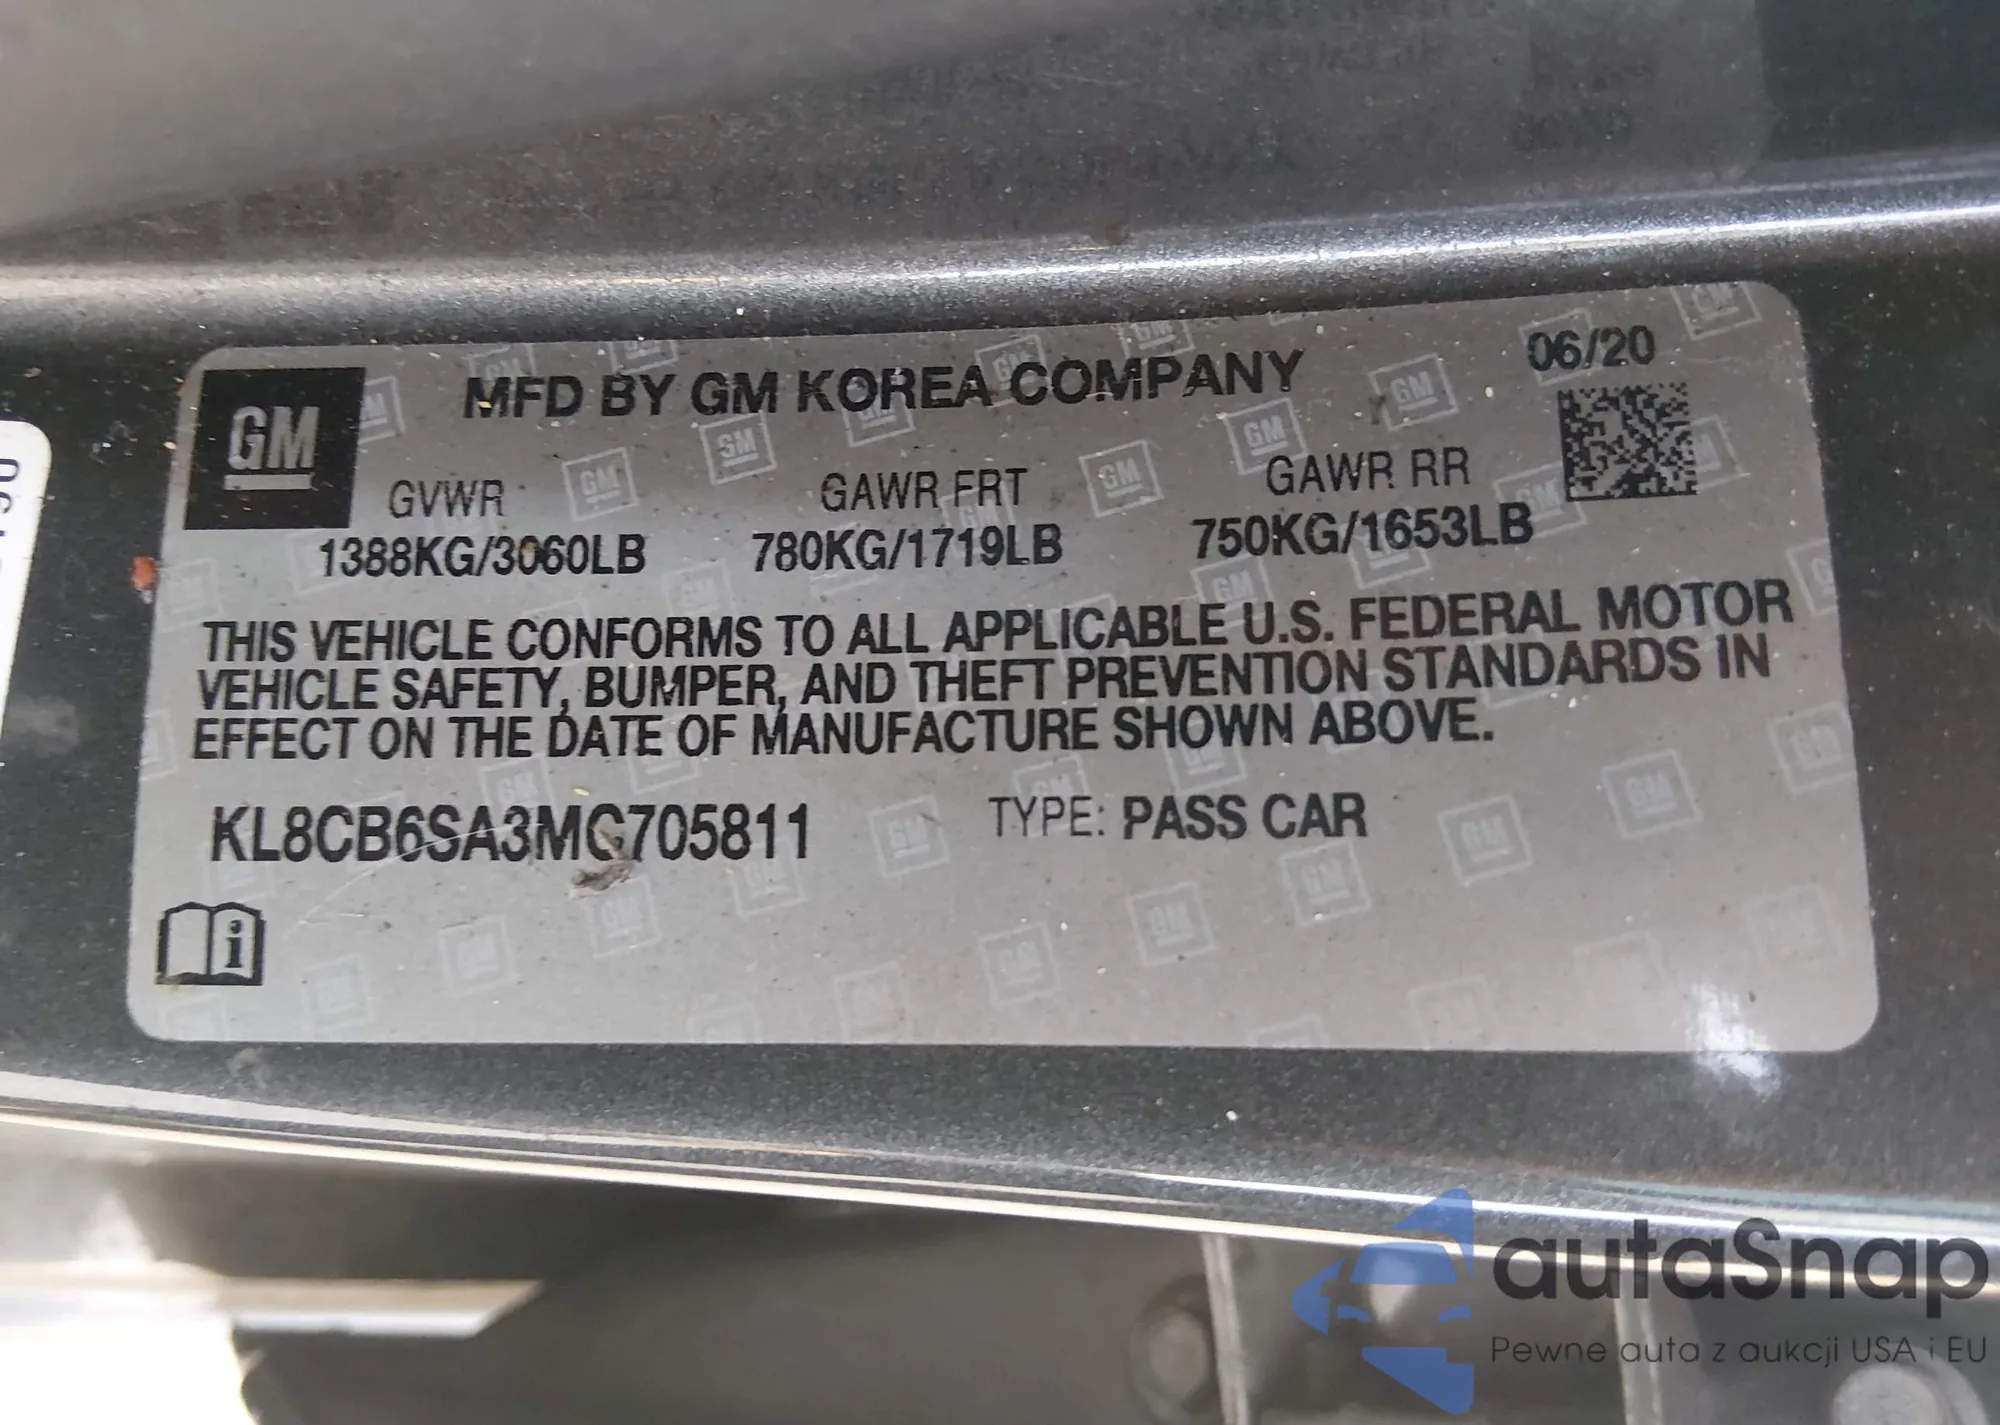 MFD BY GM KOREA COMPANY
06/20
GM
GVWR
GAWR FRT
GAWR RR
1388KG/3060LB
780KG/1719LB
750KG/1653LB
THIS VEHICLE CONFORMS TO ALL APPLICABLE U.S. FEDERAL MOTOR
VEHICLE SAFETY, BUMPER, AND THEFT PREVENTION STANDARDS IN
EFFECT ON THE DATE OF MANUFACTURE SHOWN ABOVE.
KL8CB6SA3MC705811
TYPE: PASS CAR
autaSnap
Pewne auta z aukcji USA i EU